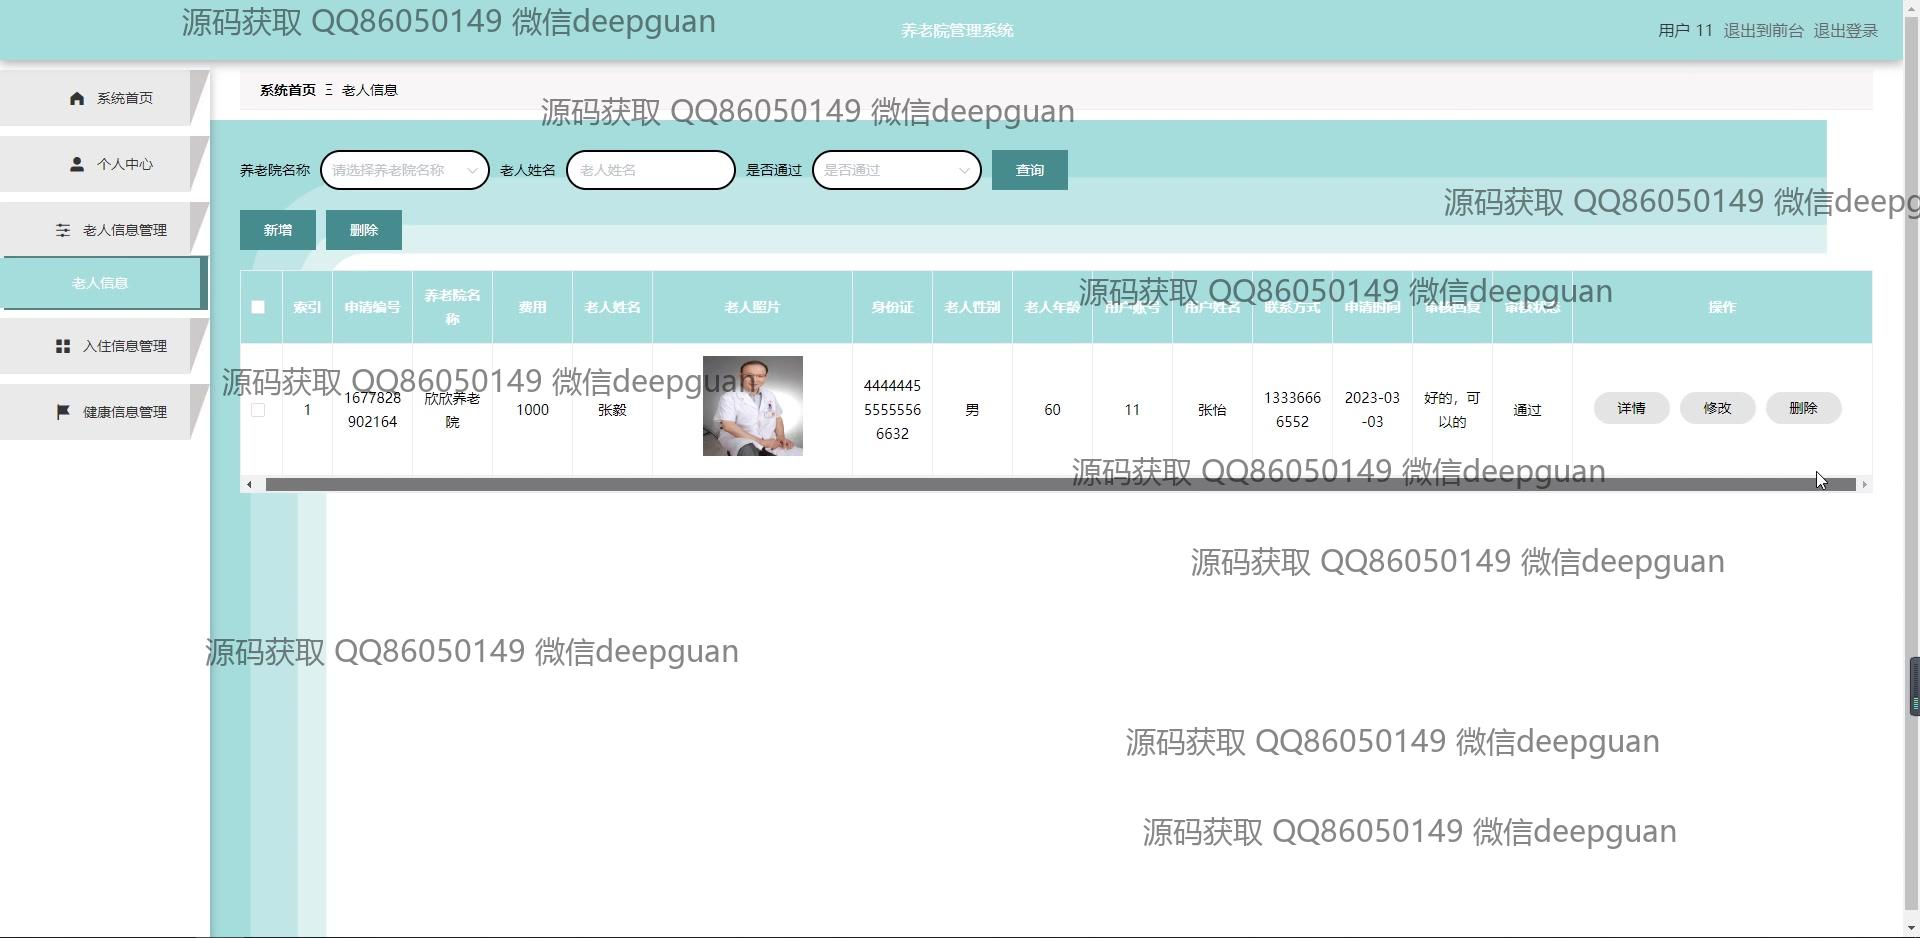 源码获取 QQ86050149 微信deepguan
养老院管理系统
用户 11 退出到前台 退出登录
系统首页
个人中心
老人信息管理
老人信息
入住信息管理
健康信息管理
系统首页 Ξ 老人信息
源码获取 QQ86050149 微信deepguan
养老院名称 请选择养老院名称 老人姓名 老人姓名 是否通过 是否通过 查询
源码获取 QQ86050149 微信deepg
新增 删除
源码获取 QQ86050149 微信deepguan
索引 申请编号 养老院名称 费用 老人姓名 老人照片 身份证 老人性别 老人年龄 用户账号 用户姓名 联系方式 申请时间 审核回复 审核状态 操作
源码获取 QQ86050149 微信deepguan
1 1677828902164 欣欣养老院 1000 张毅 444444555555566632 男 60 11 张怡 13336666552 2023-03-03 好的，可以的 通过 详情 修改 删除
源码获取 QQ86050149 微信deepguan
源码获取 QQ86050149 微信deepguan
源码获取 QQ86050149 微信deepguan
源码获取 QQ86050149 微信deepguan
源码获取 QQ86050149 微信deepguan